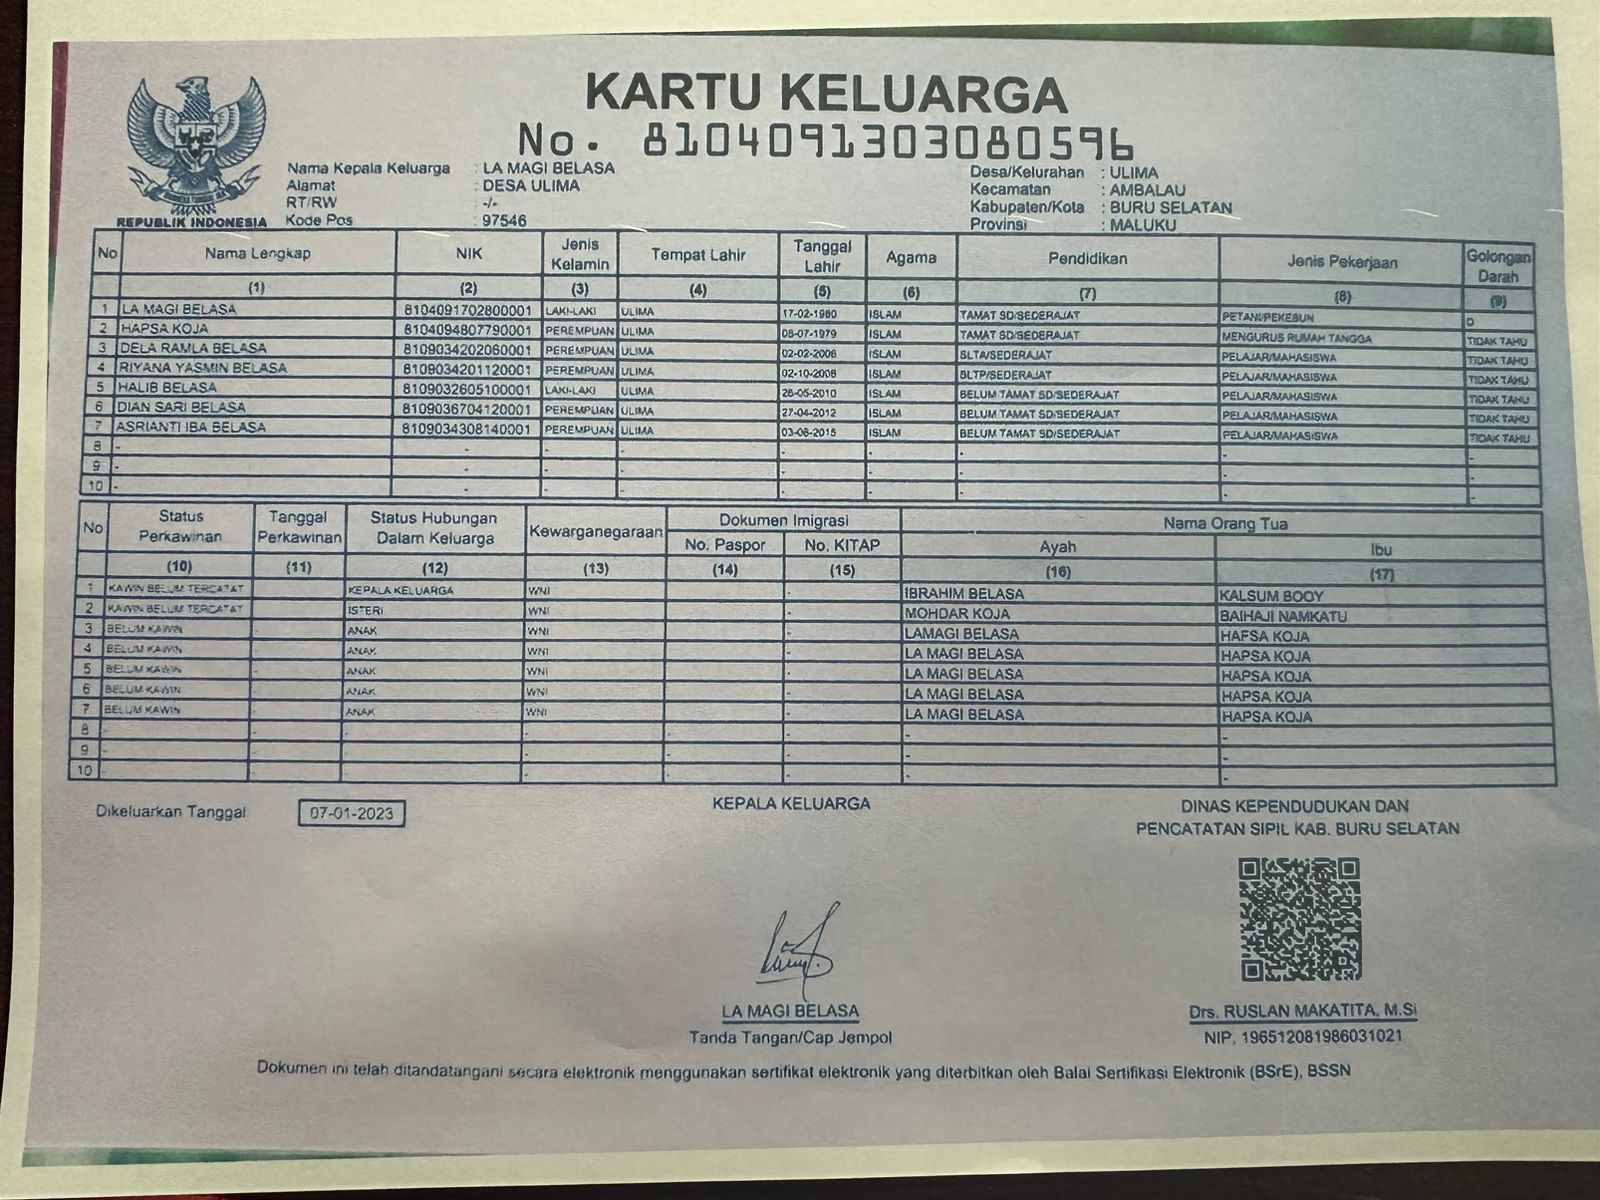 KARTU KELUARGA
No. 8104091303080596
REPUBLIK INDONESIA
Nama Kepala Keluarga : LA MAGI BELASA
Alamat : DESA ULIMA
RT/RW : -/-
Kode Pos : 97546
Desa/Kelurahan : ULIMA
Kecamatan : AMBALAU
Kabupaten/Kota : BURU SELATAN
Provinsi : MALUKU
No Nama Lengkap NIK Jenis Kelamin Tempat Lahir Tanggal Lahir Agama Pendidikan Jenis Pekerjaan Golongan Darah
(1) (2) (3) (4) (5) (6) (7) (8) (9)
1 LA MAGI BELASA 8104091702800001 LAKI-LAKI ULIMA 17-02-1980 ISLAM TAMAT SD/SEDERAJAT PETANI/PEKEBUN
2 HAPSA KOJA 8104094807790001 PEREMPUAN ULIMA 08-07-1979 ISLAM TAMAT SD/SEDERAJAT MENGURUS RUMAH TANGGA TIDAK TAHU
3 DELA RAMLA BELASA 8109034202060001 PEREMPUAN ULIMA 02-02-2006 ISLAM SLTA/SEDERAJAT PELAJAR/MAHASISWA TIDAK TAHU
4 RIYANA YASMIN BELASA 8109034201120001 PEREMPUAN ULIMA 02-10-2008 ISLAM SLTP/SEDERAJAT PELAJAR/MAHASISWA TIDAK TAHU
5 HALIB BELASA 8109032605100001 LAKI-LAKI ULIMA 26-05-2010 ISLAM BELUM TAMAT SD/SEDERAJAT PELAJAR/MAHASISWA TIDAK TAHU
6 DIAN SARI BELASA 8109036704120001 PEREMPUAN ULIMA 27-04-2012 ISLAM BELUM TAMAT SD/SEDERAJAT PELAJAR/MAHASISWA TIDAK TAHU
7 ASRIANTI IBA BELASA 8109034308140001 PEREMPUAN ULIMA 03-08-2015 ISLAM BELUM TAMAT SD/SEDERAJAT PELAJAR/MAHASISWA TIDAK TAHU
8 - - - - - - - - -
9 - - - - - - - - -
10 - - - - - - - - -
No Status Perkawinan Tanggal Perkawinan Status Hubungan Dalam Keluarga Kewarganegaraan Dokumen Imigrasi Nama Orang Tua
No. Paspor No. KITAP Ayah Ibu
(10) (11) (12) (13) (14) (15) (16) (17)
1 KAWIN BELUM TERCATAT KEPALA KELUARGA WNI - IBRAHIM BELASA KALSUM BOOY
2 KAWIN BELUM TERCATAT ISTERI WNI - MOHDAR KOJA BAIHAJI NAMKATU
3 BELUM KAWIN - ANAK WNI - LAMAGI BELASA HAFSA KOJA
4 BELUM KAWIN - ANAK WNI - LA MAGI BELASA HAPSA KOJA
5 BELUM KAWIN - ANAK WNI - LA MAGI BELASA HAPSA KOJA
6 BELUM KAWIN - ANAK WNI - LA MAGI BELASA HAPSA KOJA
7 BELUM KAWIN - ANAK WNI - LA MAGI BELASA HAPSA KOJA
8 - - - - - - - -
9 - - - - - - - -
10 - - - - - - - -
Dikeluarkan Tanggal 07-01-2023
KEPALA KELUARGA
LA MAGI BELASA
Tanda Tangan/Cap Jempol
DINAS KEPENDUDUKAN DAN
PENCATATAN SIPIL KAB. BURU SELATAN
Drs. RUSLAN MAKATITA, M.Si
NIP. 196512081986031021
Dokumen ini telah ditandatangani secara elektronik menggunakan sertifikat elektronik yang diterbitkan oleh Balai Sertifikasi Elektronik (BSrE), BSSN